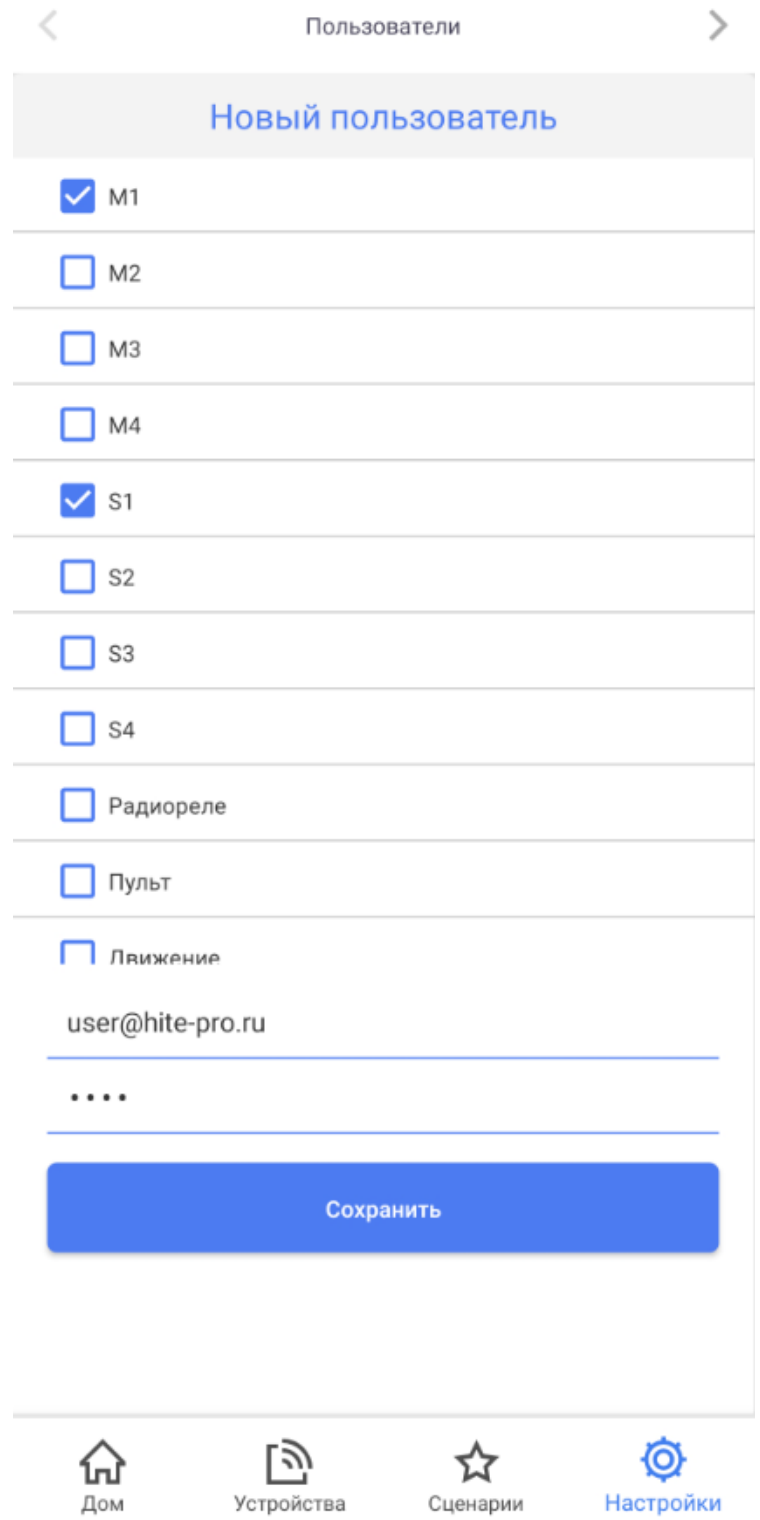 Пользователи
Новый пользователь
M1
M2
M3
M4
S1
S2
S3
S4
Радиореле
Пульт
Движение
user@hite-pro.ru
••••
Сохранить
Дом Устройства Сценарии Настройки